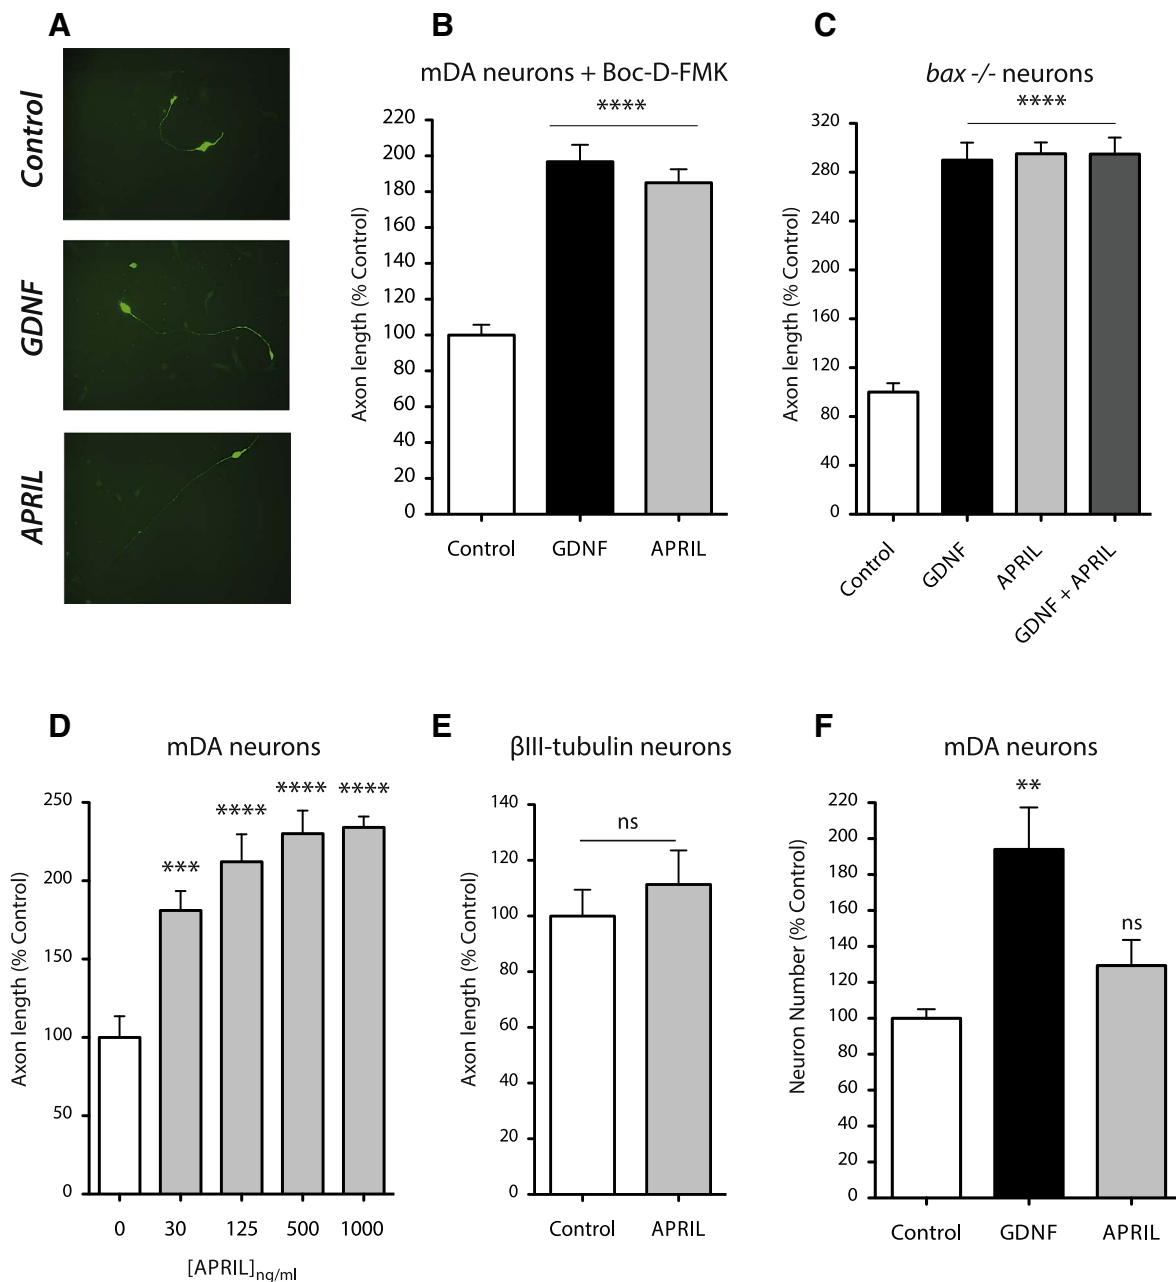 A
Control
GDNF
APRIL
B
mDA neurons + Boc-D-FMK
****
Axon length (% Control)
220
200
180
160
140
120
100
80
60
40
20
0
Control
GDNF
APRIL
C
bax -/- neurons
****
Axon length (% Control)
320
280
240
200
160
120
80
40
0
Control
GDNF
APRIL
GDNF + APRIL
D
mDA neurons
***
****
****
****
Axon length (% Control)
250
200
150
100
50
0
0
30
125
500
1000
[APRIL]ng/ml
E
βIII-tubulin neurons
ns
Axon length (% Control)
140
120
100
80
60
40
20
0
Control
APRIL
F
mDA neurons
**
ns
Neuron Number (% Control)
220
200
180
160
140
120
100
80
60
40
20
0
Control
GDNF
APRIL